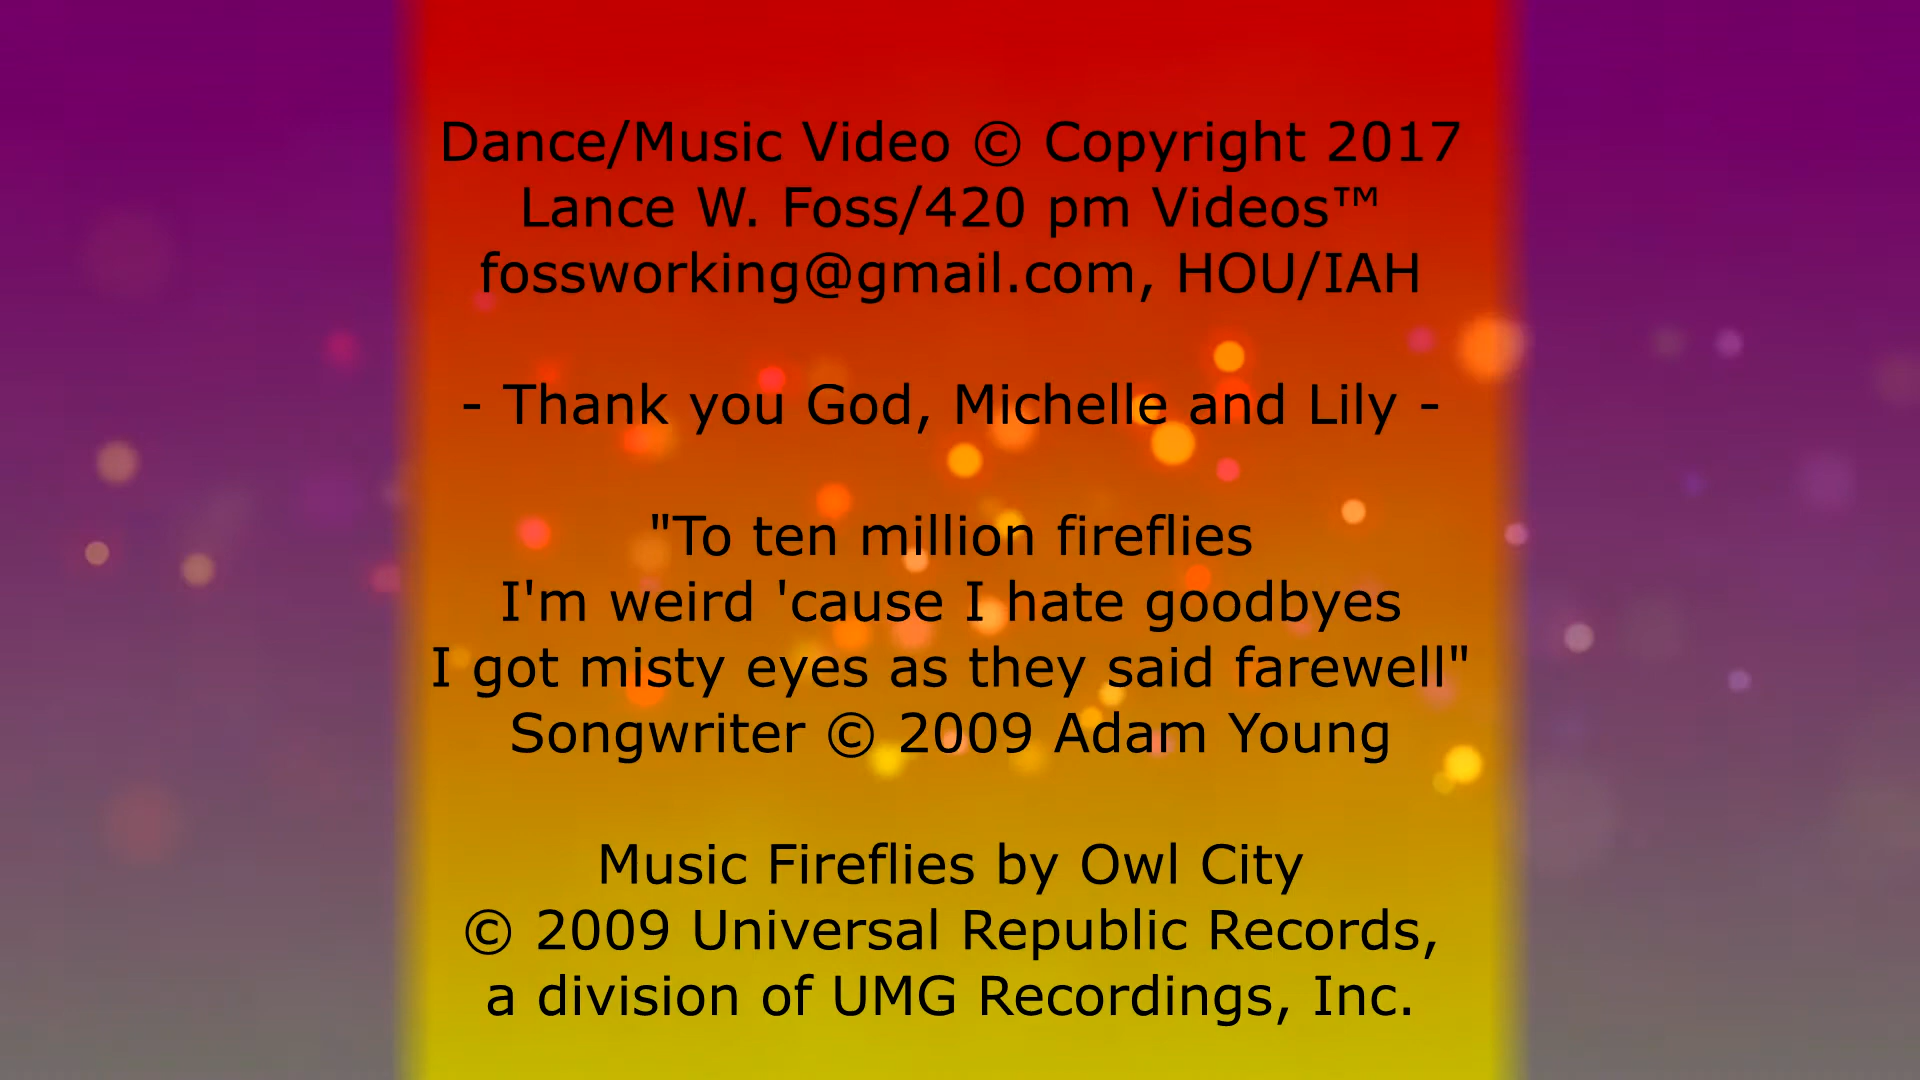 Dance/Music Video © Copyright 2017
Lance W. Foss/420 pm Videos™
fossworking@gmail.com, HOU/IAH
- Thank you God, Michelle and Lily -
"To ten million fireflies
I'm weird 'cause I hate goodbyes
I got misty eyes as they said farewell"
Songwriter © 2009 Adam Young
Music Fireflies by Owl City
© 2009 Universal Republic Records,
a division of UMG Recordings, Inc.